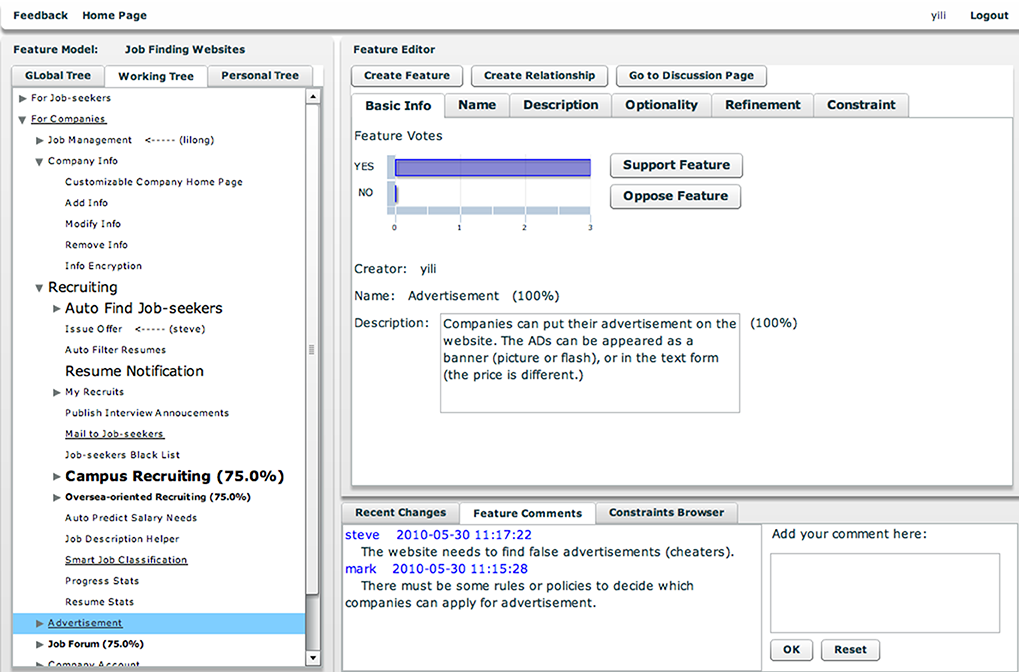 Feedback Home Page yili Logout
Feature Model: Job Finding Websites
GLobal Tree Working Tree Personal Tree
For Job-seekers
For Companies
Job Management <----- (lilong)
Company Info
Customizable Company Home Page
Add Info
Modify Info
Remove Info
Info Encryption
Recruiting
Auto Find Job-seekers
Issue Offer <----- (steve)
Auto Filter Resumes
Resume Notification
My Recruits
Publish Interview Annoucements
Mail to Job-seekers
Job-seekers Black List
Campus Recruiting (75.0%)
Oversea-oriented Recruiting (75.0%)
Auto Predict Salary Needs
Job Description Helper
Smart Job Classification
Progress Stats
Resume Stats
Advertisement
Job Forum (75.0%)
Company Account
Feature Editor
Create Feature Create Relationship Go to Discussion Page
Basic Info Name Description Optionality Refinement Constraint
Feature Votes
YES Support Feature
NO Oppose Feature
0 1 2 3
Creator: yili
Name: Advertisement (100%)
Description: Companies can put their advertisement on the (100%)
website. The ADs can be appeared as a
banner (picture or flash), or in the text form
(the price is different.)
Recent Changes Feature Comments Constraints Browser
steve 2010-05-30 11:17:22
The website needs to find false advertisements (cheaters).
mark 2010-05-30 11:15:28
There must be some rules or policies to decide which
companies can apply for advertisement.
Add your comment here:
OK Reset